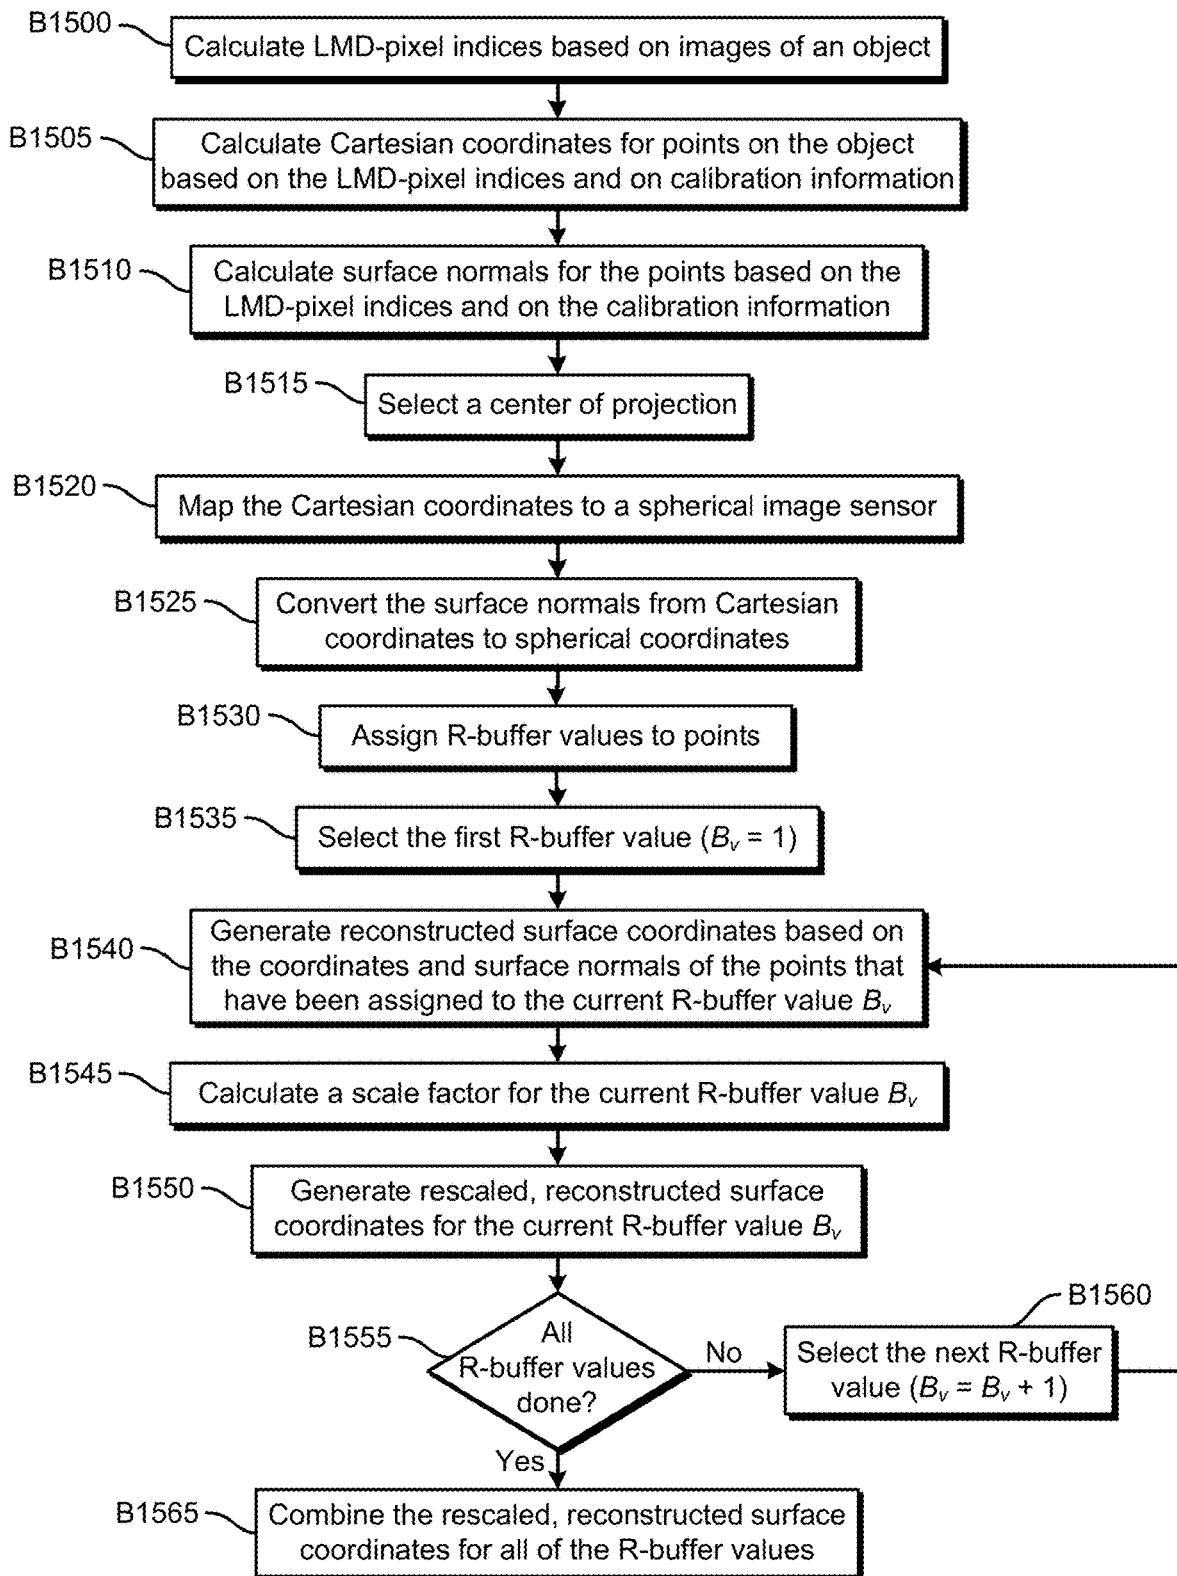 B1500
Calculate LMD-pixel indices based on images of an object
B1505
Calculate Cartesian coordinates for points on the object
based on the LMD-pixel indices and on calibration information
B1510
Calculate surface normals for the points based on the
LMD-pixel indices and on the calibration information
B1515
Select a center of projection
B1520
Map the Cartesian coordinates to a spherical image sensor
B1525
Convert the surface normals from Cartesian
coordinates to spherical coordinates
B1530
Assign R-buffer values to points
B1535
Select the first R-buffer value (Bv = 1)
B1540
Generate reconstructed surface coordinates based on
the coordinates and surface normals of the points that
have been assigned to the current R-buffer value Bv
B1545
Calculate a scale factor for the current R-buffer value Bv
B1550
Generate rescaled, reconstructed surface
coordinates for the current R-buffer value Bv
B1555
All
R-buffer values
done?
No
B1560
Select the next R-buffer
value (Bv = Bv + 1)
Yes
B1565
Combine the rescaled, reconstructed surface
coordinates for all of the R-buffer values